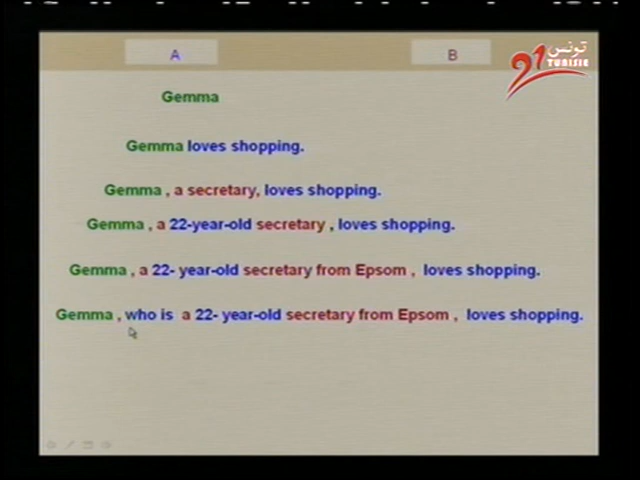 A
B
تونس
21
TUNISIE
Gemma
Gemma loves shopping.
Gemma , a secretary, loves shopping.
Gemma , a 22-year-old secretary , loves shopping.
Gemma , a 22- year-old secretary from Epsom , loves shopping.
Gemma , who is a 22- year-old secretary from Epsom , loves shopping.